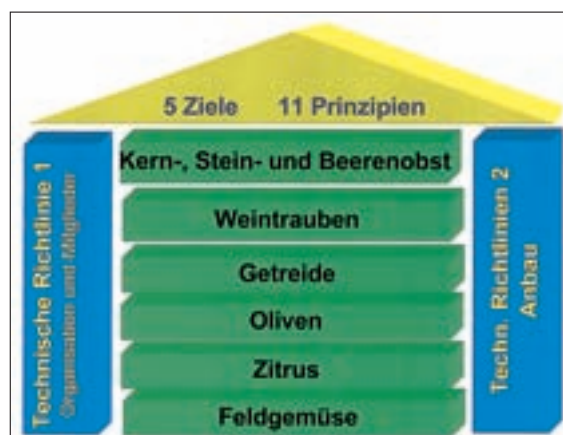 5 Ziele 11 Prinzipien
Technische Richtlinie 1
Organisation und Mitglieder
Kern-, Stein- und Beerenobst
Weintrauben
Getreide
Oliven
Zitrus
Feldgemüse
Techn. Richtlinien 2
Anbau